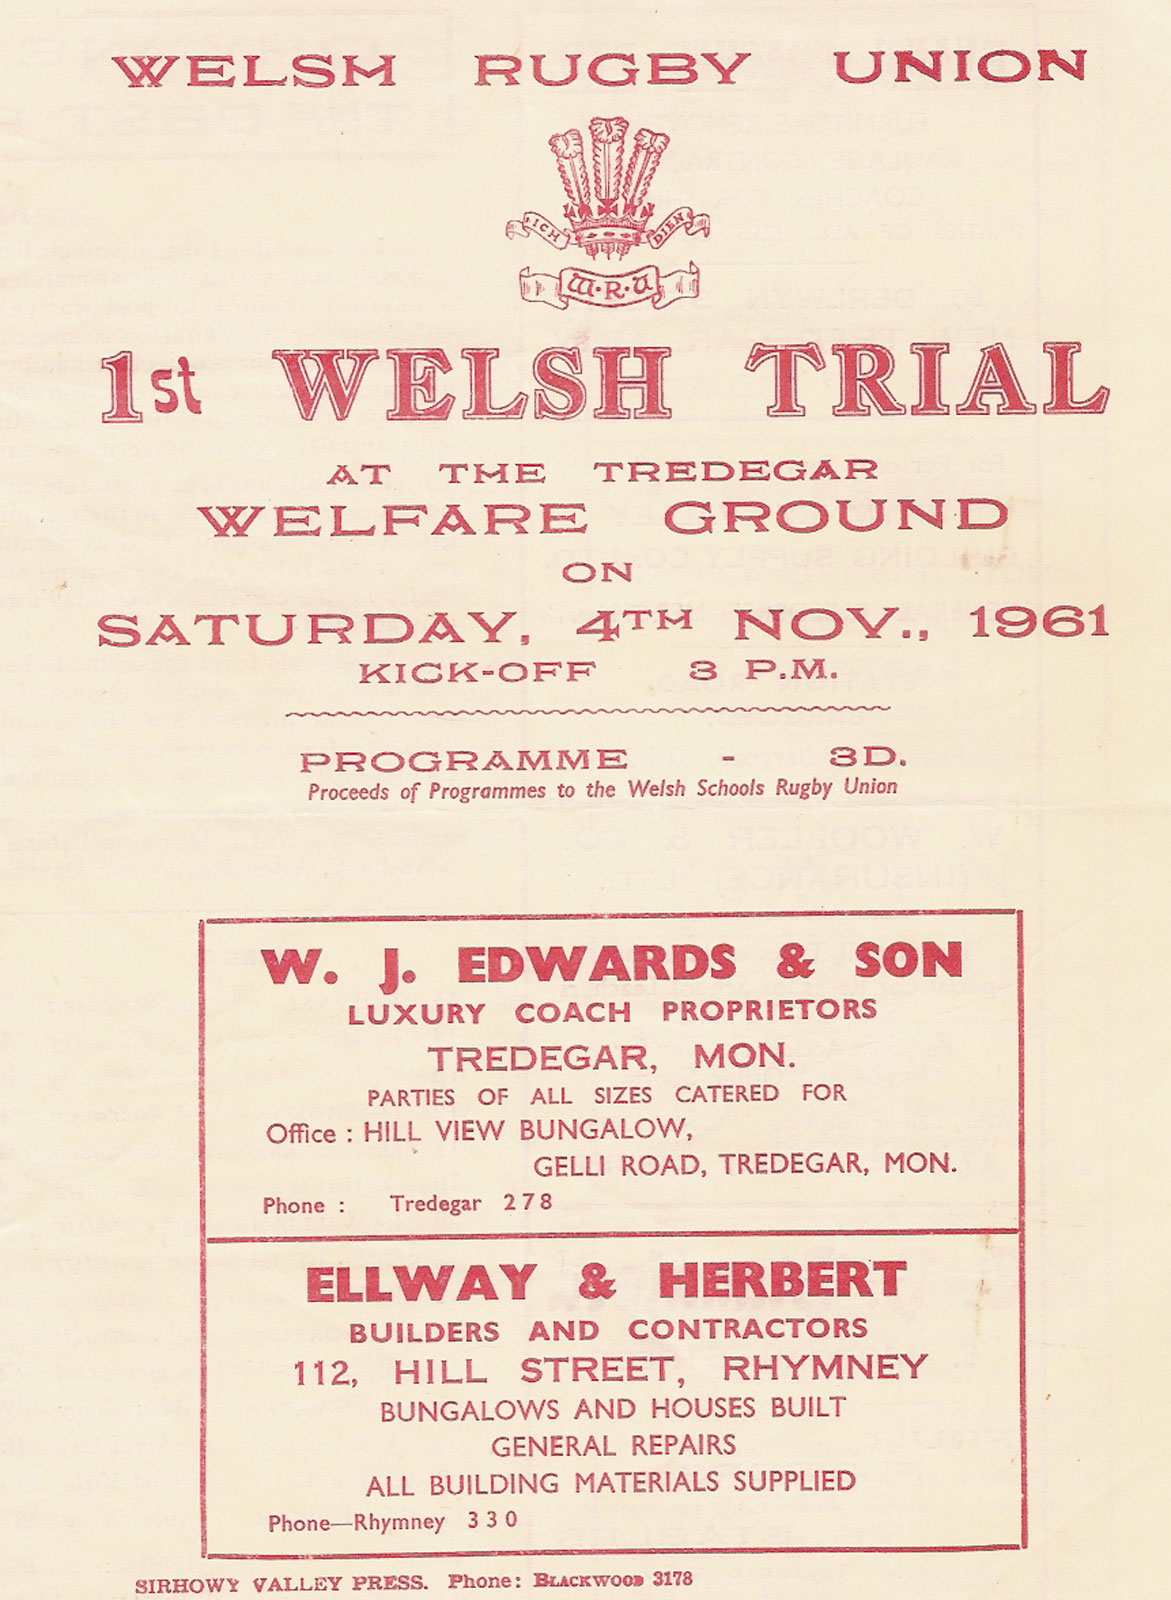 WELSH RUGBY UNION
ICH DIEN
W·R·U
1st WELSH TRIAL
AT THE TREDEGAR
WELFARE GROUND
ON
SATURDAY, 4TH NOV., 1961
KICK-OFF 3 P.M.
PROGRAMME - 3D.
Proceeds of Programmes to the Welsh Schools Rugby Union
W. J. EDWARDS & SON
LUXURY COACH PROPRIETORS
TREDEGAR, MON.
PARTIES OF ALL SIZES CATERED FOR
Office : HILL VIEW BUNGALOW,
GELLI ROAD, TREDEGAR, MON.
Phone : Tredegar 278
ELLWAY & HERBERT
BUILDERS AND CONTRACTORS
112, HILL STREET, RHYMNEY
BUNGALOWS AND HOUSES BUILT
GENERAL REPAIRS
ALL BUILDING MATERIALS SUPPLIED
Phone—Rhymney 330
SIRHOWY VALLEY PRESS. Phone: BLACKWOOD 3178